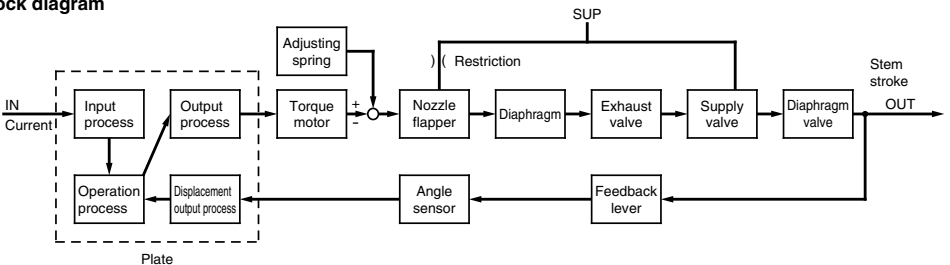 ock diagram
SUP
Adjusting
spring
) ( Restriction
Stem
stroke
IN
Current
Input
process
Output
process
Torque
motor
+
-
Nozzle
flapper
Diaphragm
Exhaust
valve
Supply
valve
Diaphragm
valve
OUT
Operation
process
Displacement
output process
Angle
sensor
Feedback
lever
Plate